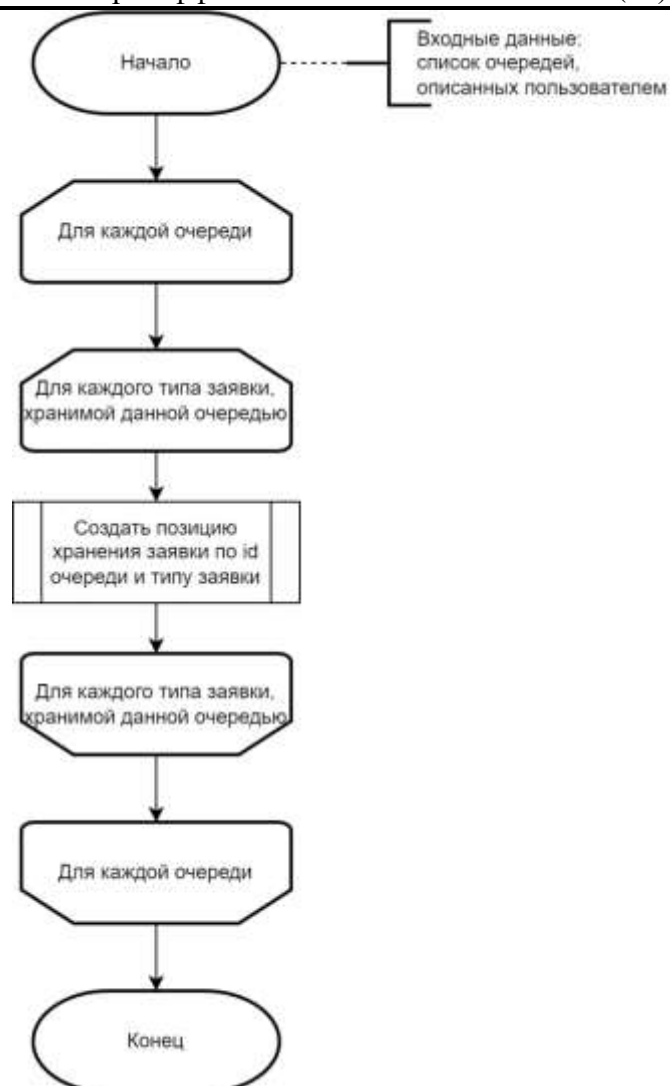 Начало
Входные данные:
список очередей,
описанных пользователем
Для каждой очереди
Для каждого типа заявки,
хранимой данной очередью
Создать позицию
хранения заявки по id
очереди и типу заявки
Для каждого типа заявки,
хранимой данной очередью
Для каждой очереди
Конец